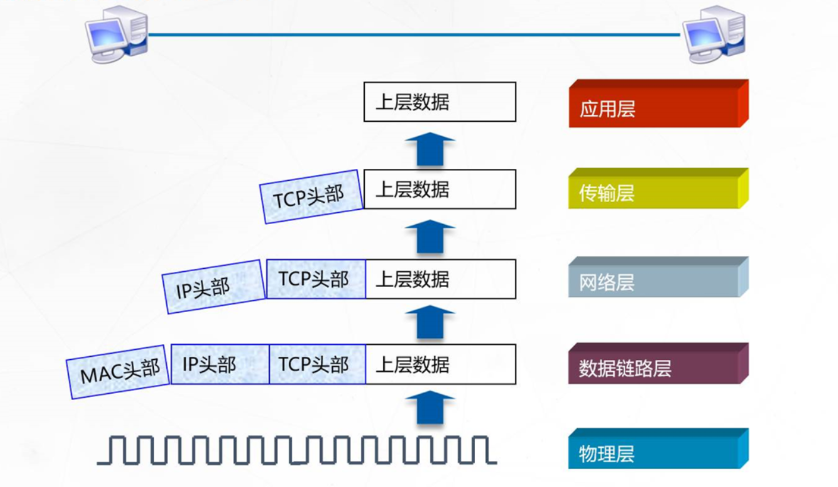 上层数据
应用层
TCP头部 上层数据
传输层
IP头部 TCP头部 上层数据
网络层
MAC头部 IP头部 TCP头部 上层数据
数据链路层
物理层